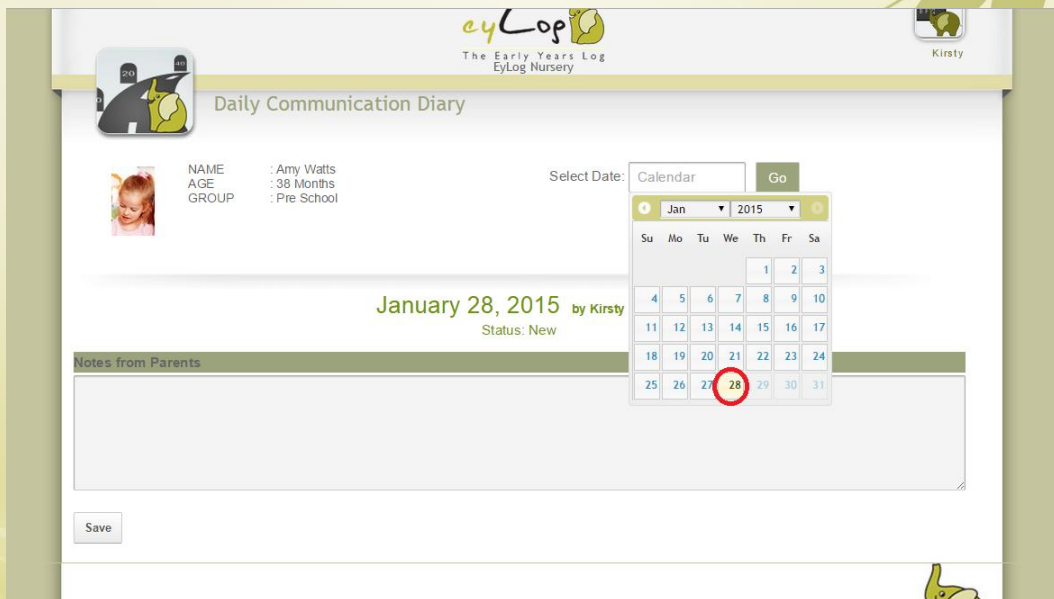 eyLog
The Early Years Log
EyLog Nursery
Kirsty
20
40
Daily Communication Diary
NAME : Amy Watts
AGE : 38 Months
GROUP : Pre School
Select Date: Calendar Go
Jan 2015
Su Mo Tu We Th Fr Sa
1 2 3
4 5 6 7 8 9 10
11 12 13 14 15 16 17
18 19 20 21 22 23 24
25 26 27 28 29 30 31
January 28, 2015 by Kirsty
Status: New
Notes from Parents
Save